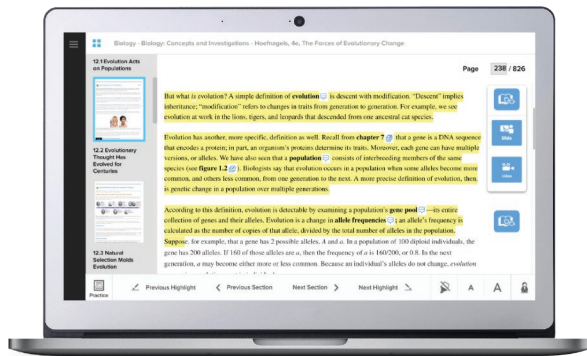 Biology - Biology: Concepts and Investigations - Hoefnagels, 4e, The Forces of Evolutionary Change
12.1 Evolution Acts
on Populations
12.2 Evolutionary
Thought Has
Evolved for
Centuries
12.3 Natural
Selection Molds
Evolution
Page 238 / 826
But what is evolution? A simple definition of evolution is descent with modification. "Descent" implies
inheritance; "modification" refers to changes in traits from generation to generation. For example, we see
evolution at work in the lions, tigers, and leopards that descended from one ancestral cat species.
Evolution has another, more specific, definition as well. Recall from chapter 7 that a gene is a DNA sequence
that encodes a protein; in part, an organism's proteins determine its traits. Moreover, each gene can have multiple
versions, or alleles. We have also seen that a population consists of interbreeding members of the same
species (see figure 1.2). Biologists say that evolution occurs in a population when some alleles become more
common, and others less common, from one generation to the next. A more precise definition of evolution, then,
is genetic change in a population over multiple generations.
According to this definition, evolution is detectable by examining a population's gene pool—its entire
collection of genes and their alleles. Evolution is a change in allele frequencies; an allele's frequency is
calculated as the number of copies of that allele, divided by the total number of alleles in the population.
Suppose, for example, that a gene has 2 possible alleles, A and a. In a population of 100 diploid individuals, the
gene has 200 alleles. If 160 of those alleles are a, then the frequency of a is 160/200, or 0.8. In the next
generation, a may become either more or less common. Because an individual's alleles do not change, evolution
Slide
Video
Practice
Previous Highlight
Previous Section
Next Section
Next Highlight
A
A